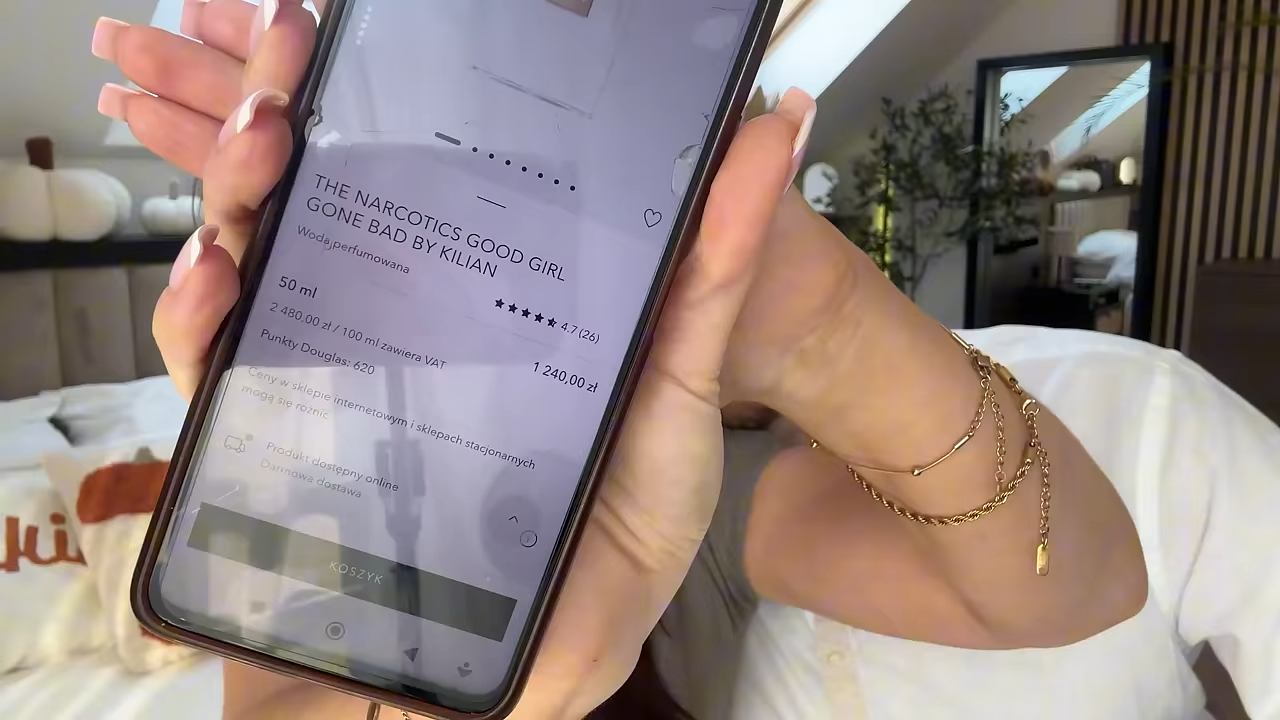 THE NARCOTICS GOOD GIRL
GONE BAD BY KILIAN
Woda perfumowana
50 ml
4.7 (26)
2 480.00 zł / 100 ml zawiera VAT
1 240,00 zł
Punkty Douglas: 620
Ceny w sklepie internetowym i sklepach stacjonarnych
mogą się różnić
Produkt dostępny online
Darmowa dostawa
KOSZYK